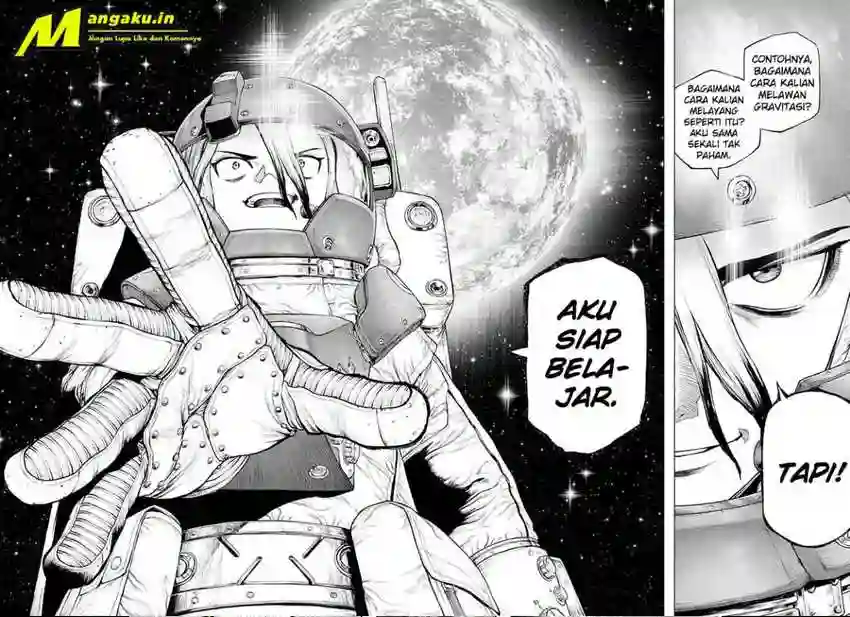 Mangaku.in
Jangan Lupa Like dan Komennya
CONTOHNYA,
BAGAIMANA
CARA KALIAN
MELAWAN
GRAVITASI?
BAGAIMANA
CARA KALIAN
MELAYANG
SEPERTI ITU?
AKU SAMA
SEKALI TAK
PAHAM.
TAPI!
AKU
SIAP
BELA-
JAR.